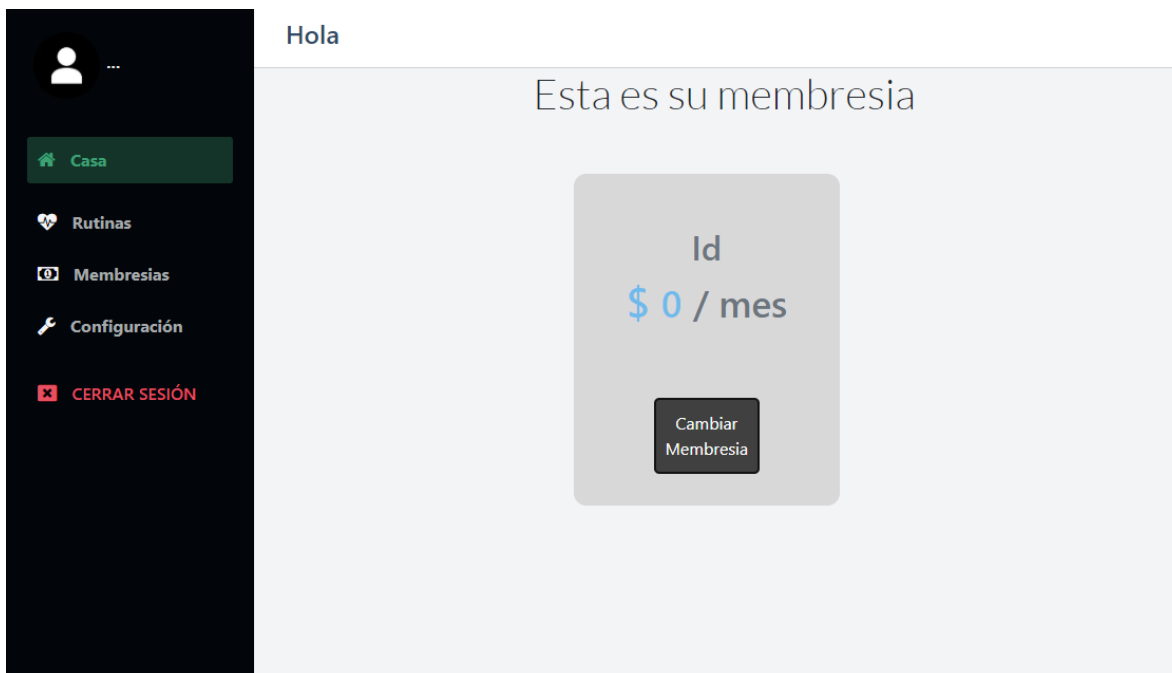 ...
Casa
Rutinas
Membresias
Configuración
CERRAR SESIÓN
Hola
Esta es su membresia
Id
$ 0 / mes
Cambiar
Membresia